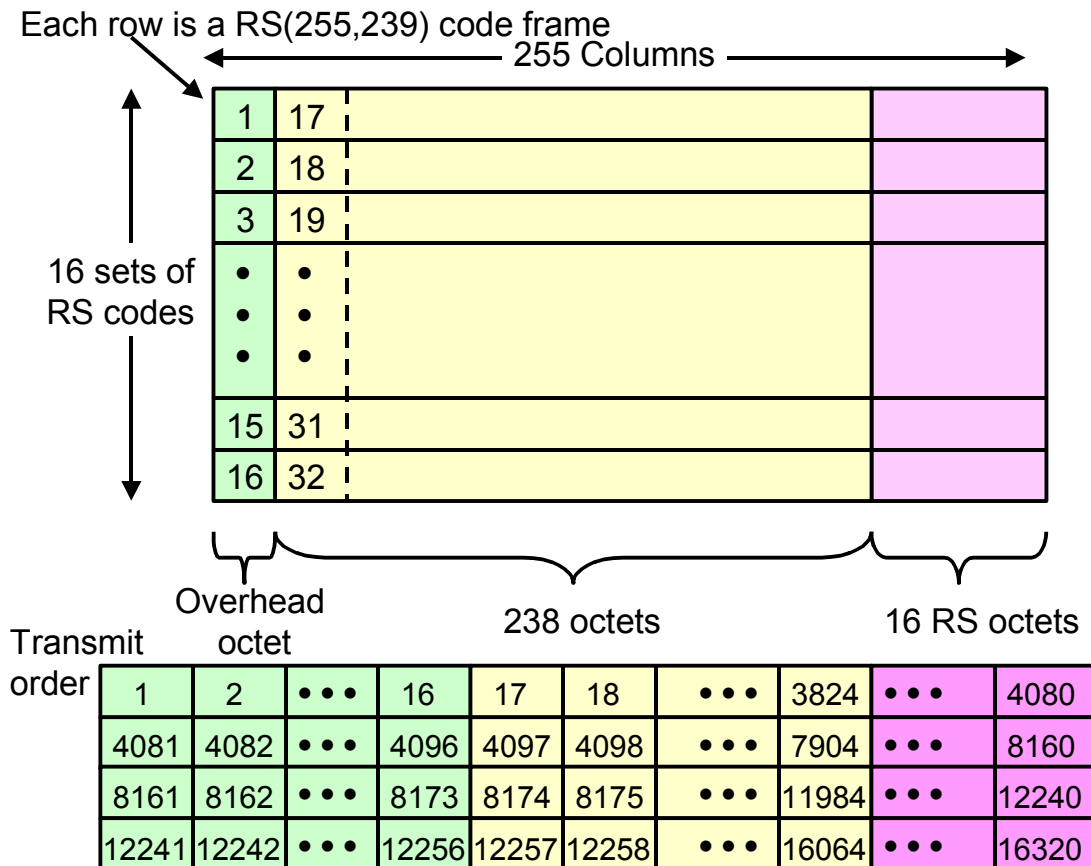 Each row is a RS(255,239) code frame
255 Columns
1 17
2 18
3 19
• •
• •
• •
15 31
16 32
16 sets of
RS codes
Overhead
octet
238 octets
16 RS octets
Transmit
order
1 2 ••• 16 17 18 ••• 3824 ••• 4080
4081 4082 ••• 4096 4097 4098 ••• 7904 ••• 8160
8161 8162 ••• 8173 8174 8175 ••• 11984 ••• 12240
12241 12242 ••• 12256 12257 12258 ••• 16064 ••• 16320